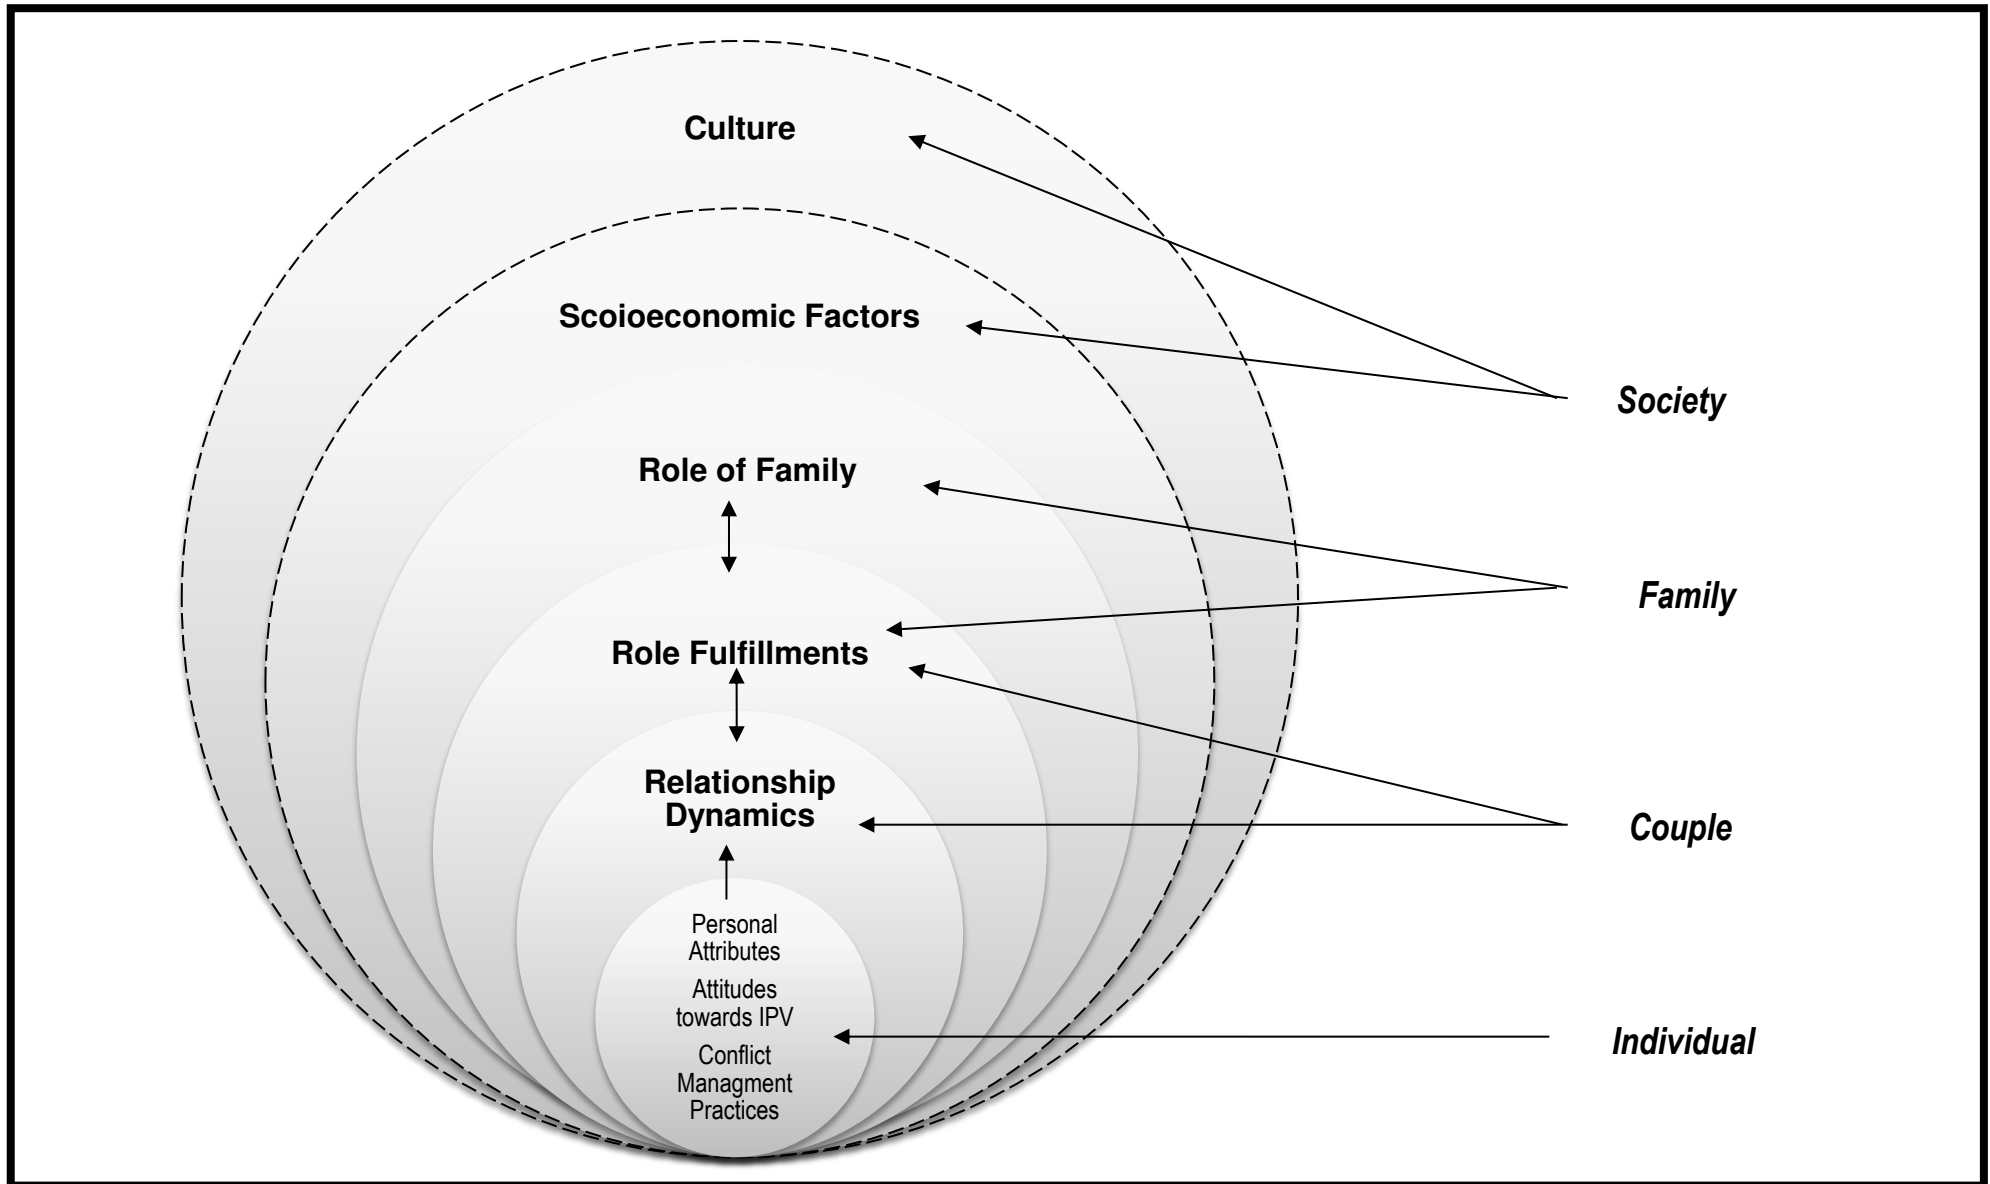 Culture
Scoioeconomic Factors
Society
Role of Family
Family
Role Fulfillments
Relationship
Dynamics
Couple
Personal
Attributes
Attitudes
towards IPV
Conflict
Managment
Practices
Individual